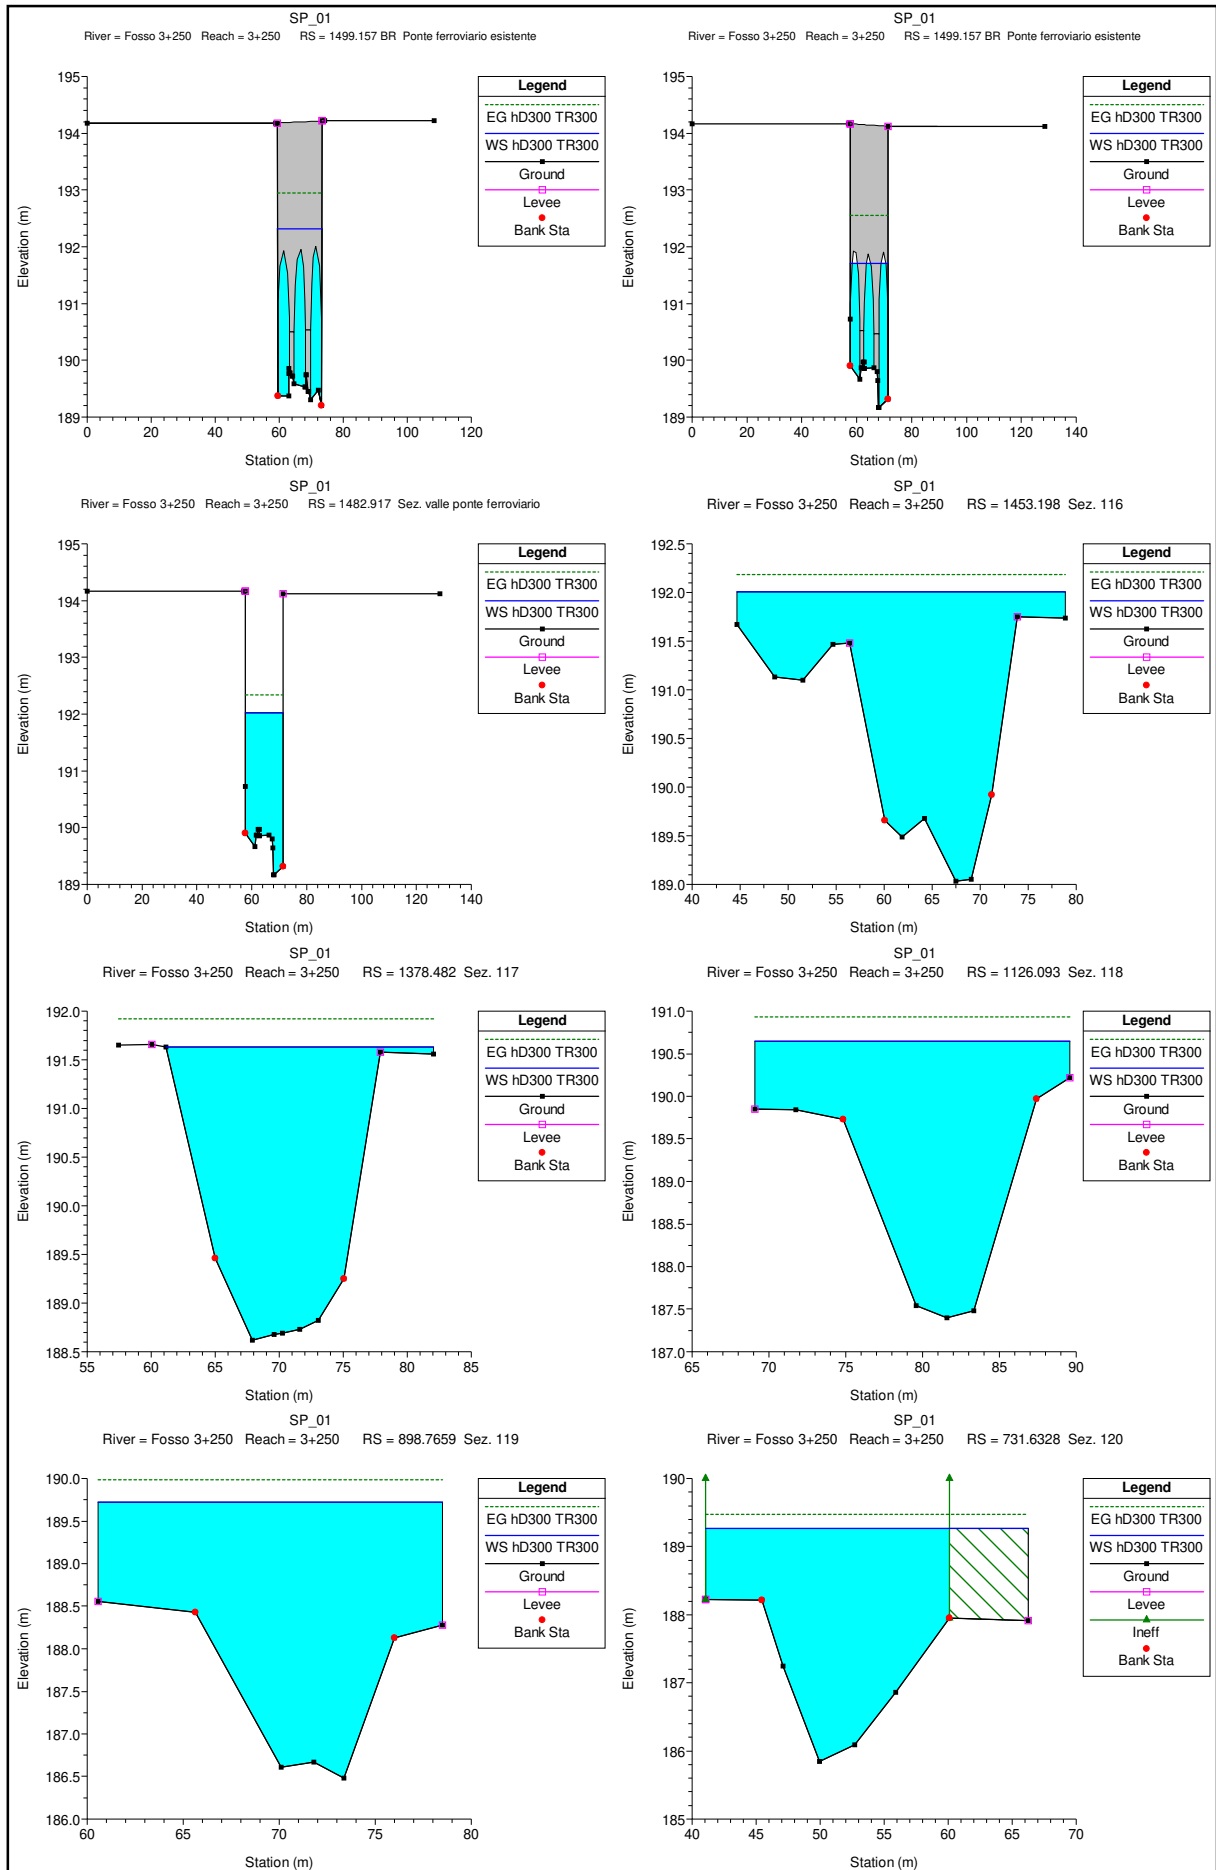 SP_01
River = Fosso 3+250 Reach = 3+250 RS = 1499.157 BR Ponte ferroviario esistente
195
194
193
192
191
190
189
0 20 40 60 80 100 120
Station (m)
Elevation (m)
Legend
EG hD300 TR300
WS hD300 TR300
Ground
Levee
Bank Sta
SP_01
River = Fosso 3+250 Reach = 3+250 RS = 1499.157 BR Ponte ferroviario esistente
195
194
193
192
191
190
189
0 20 40 60 80 100 120 140
Station (m)
Elevation (m)
Legend
EG hD300 TR300
WS hD300 TR300
Ground
Levee
Bank Sta
SP_01
River = Fosso 3+250 Reach = 3+250 RS = 1482.917 Sez. valle ponte ferroviario
195
194
193
192
191
190
189
0 20 40 60 80 100 120 140
Station (m)
Elevation (m)
Legend
EG hD300 TR300
WS hD300 TR300
Ground
Levee
Bank Sta
SP_01
River = Fosso 3+250 Reach = 3+250 RS = 1453.198 Sez. 116
192.5
192.0
191.5
191.0
190.5
190.0
189.5
189.0
40 45 50 55 60 65 70 75 80
Station (m)
Elevation (m)
Legend
EG hD300 TR300
WS hD300 TR300
Ground
Levee
Bank Sta
SP_01
River = Fosso 3+250 Reach = 3+250 RS = 1378.482 Sez. 117
192.0
191.5
191.0
190.5
190.0
189.5
189.0
188.5
55 60 65 70 75 80 85
Station (m)
Elevation (m)
Legend
EG hD300 TR300
WS hD300 TR300
Ground
Levee
Bank Sta
SP_01
River = Fosso 3+250 Reach = 3+250 RS = 1126.093 Sez. 118
191.0
190.5
190.0
189.5
189.0
188.5
188.0
187.5
187.0
65 70 75 80 85 90
Station (m)
Elevation (m)
Legend
EG hD300 TR300
WS hD300 TR300
Ground
Levee
Bank Sta
SP_01
River = Fosso 3+250 Reach = 3+250 RS = 898.7659 Sez. 119
190.0
189.5
189.0
188.5
188.0
187.5
187.0
186.5
186.0
60 65 70 75 80
Station (m)
Elevation (m)
Legend
EG hD300 TR300
WS hD300 TR300
Ground
Levee
Bank Sta
SP_01
River = Fosso 3+250 Reach = 3+250 RS = 731.6328 Sez. 120
190
189
188
187
186
185
40 50 60 70
Station (m)
Elevation (m)
Legend
EG hD300 TR300
WS hD300 TR300
Ground
Levee
Ineff
Bank Sta